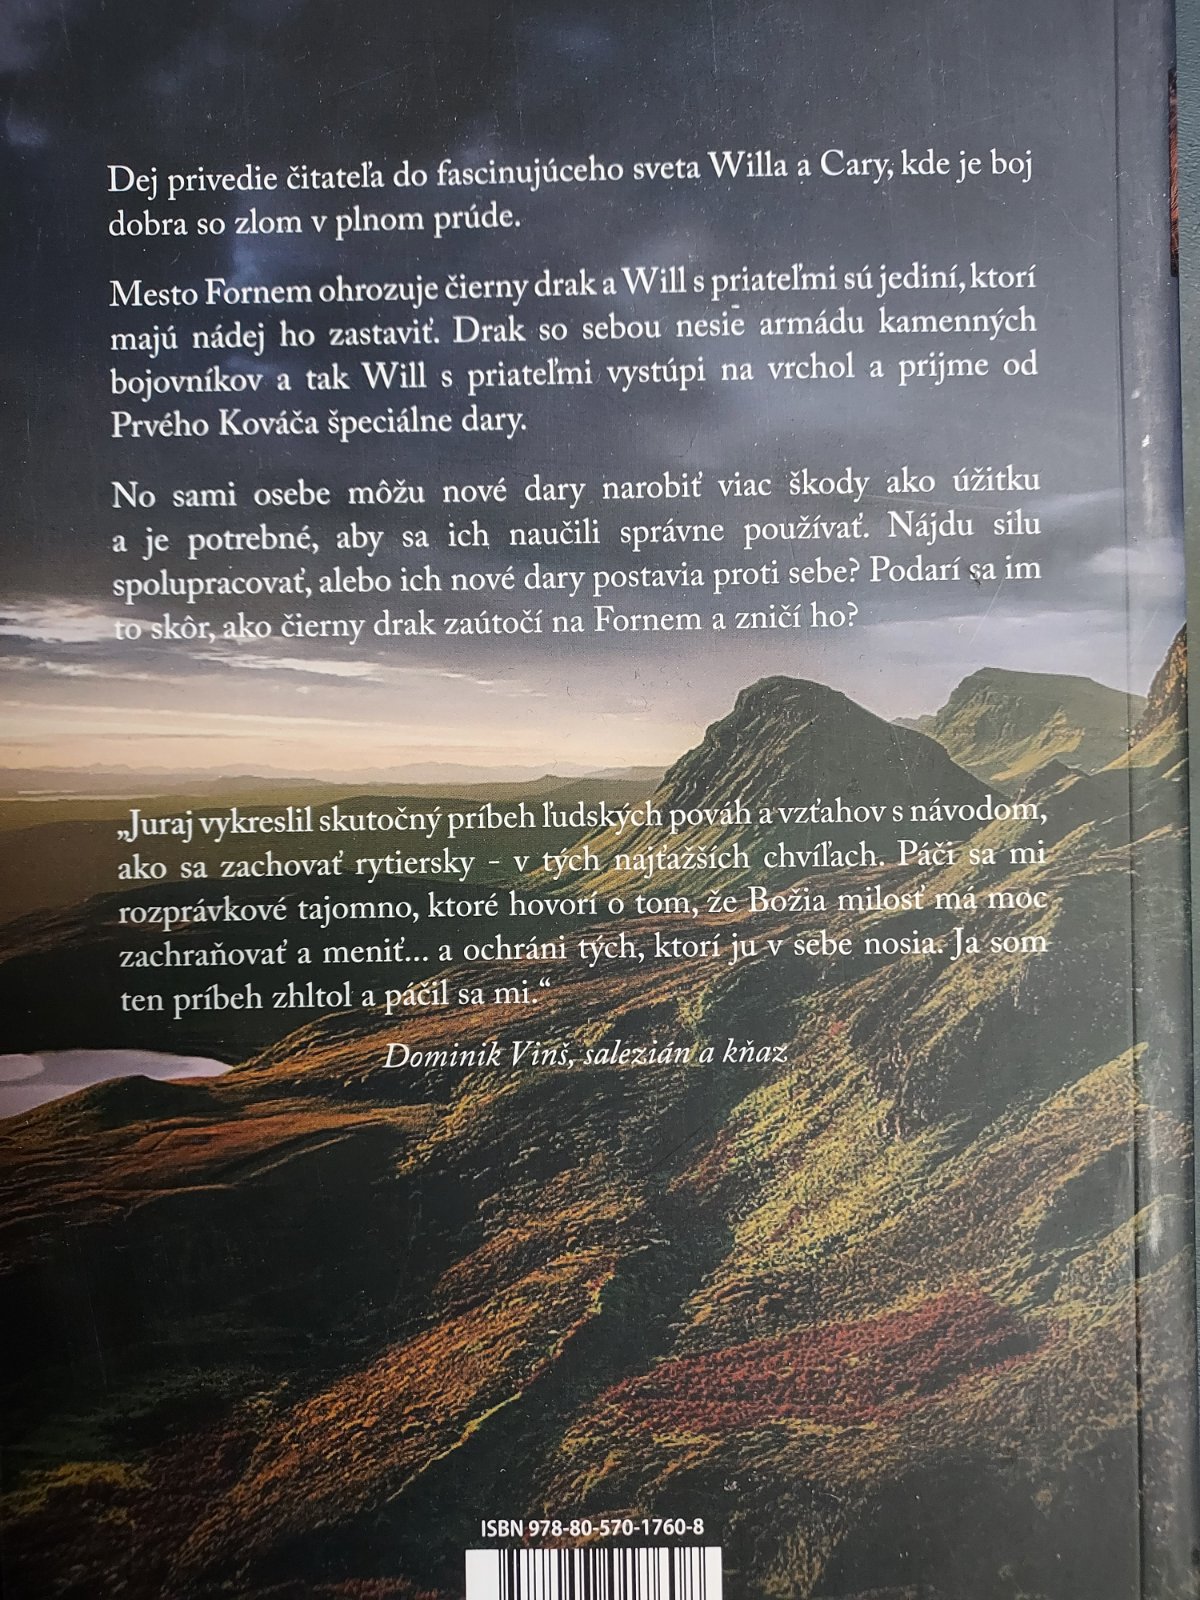 Dej privedie čitateľa do fascinujúceho sveta Willa a Cary, kde je boj
dobra so zlom v plnom prúde.
Mesto Fornem ohrozuje čierny drak a Will s priateľmi sú jediní, ktorí
majú nádej ho zastaviť. Drak so sebou nesie armádu kamenných
bojovníkov a tak Will s priateľmi vystúpi na vrchol a prijme od
Prvého Kováča špeciálne dary.
No sami osebe môžu nové dary narobiť viac škody ako úžitku
a je potrebné, aby sa ich naučili správne používať. Nájdu silu
spolupracovať, alebo ich nové dary postavia proti sebe? Podarí sa im
to skôr, ako čierny drak zaútočí na Fornem a zničí ho?
„Juraj vykreslil skutočný príbeh ľudských pováh a vzťahov s návodom,
ako sa zachovať rytiersky - v tých najťažších chvíľach. Páči sa mi
rozprávkové tajomno, ktoré hovorí o tom, že Božia milosť má moc
zachraňovať a meniť... a ochráni tých, ktorí ju v sebe nosia. Ja som
ten príbeh zhltol a páčil sa mi.“
Dominik Vinš, salezián a kňaz
ISBN 978-80-570-1760-8